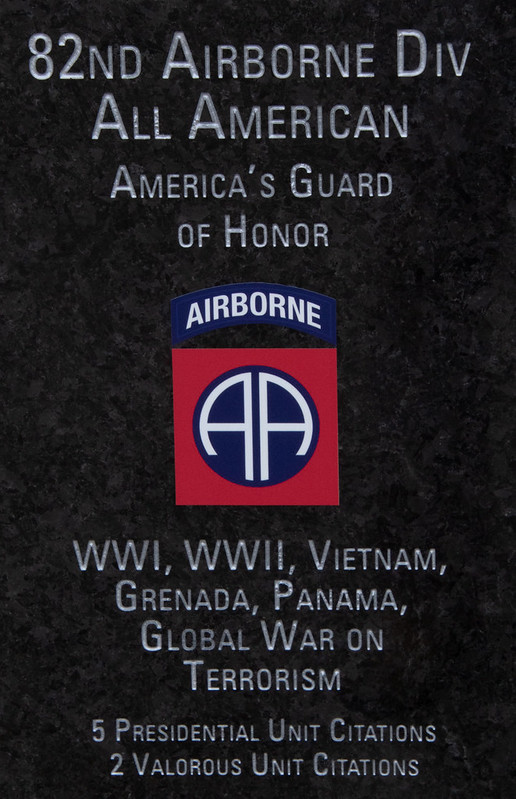 82ND AIRBORNE DIV
ALL AMERICAN
AMERICA'S GUARD
OF HONOR
AIRBORNE
AA
WWI, WWII, VIETNAM,
GRENADA, PANAMA,
GLOBAL WAR ON
TERRORISM
5 PRESIDENTIAL UNIT CITATIONS
2 VALOROUS UNIT CITATIONS